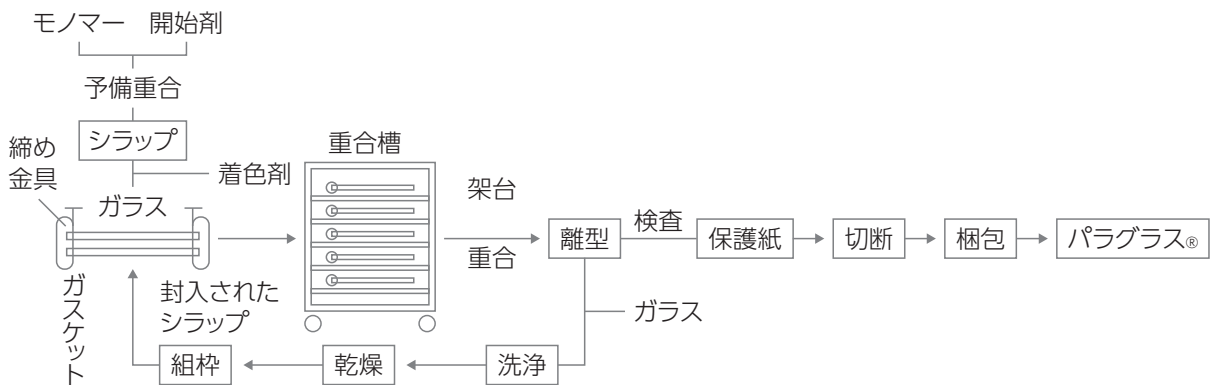 モノマー 開始剤
予備重合
シラップ
着色剤
締め
金具
ガラス
ガスケット
封入された
シラップ
重合槽
架台
重合
離型
検査
保護紙
切断
梱包
パラグラス®
ガラス
洗浄
乾燥
組枠